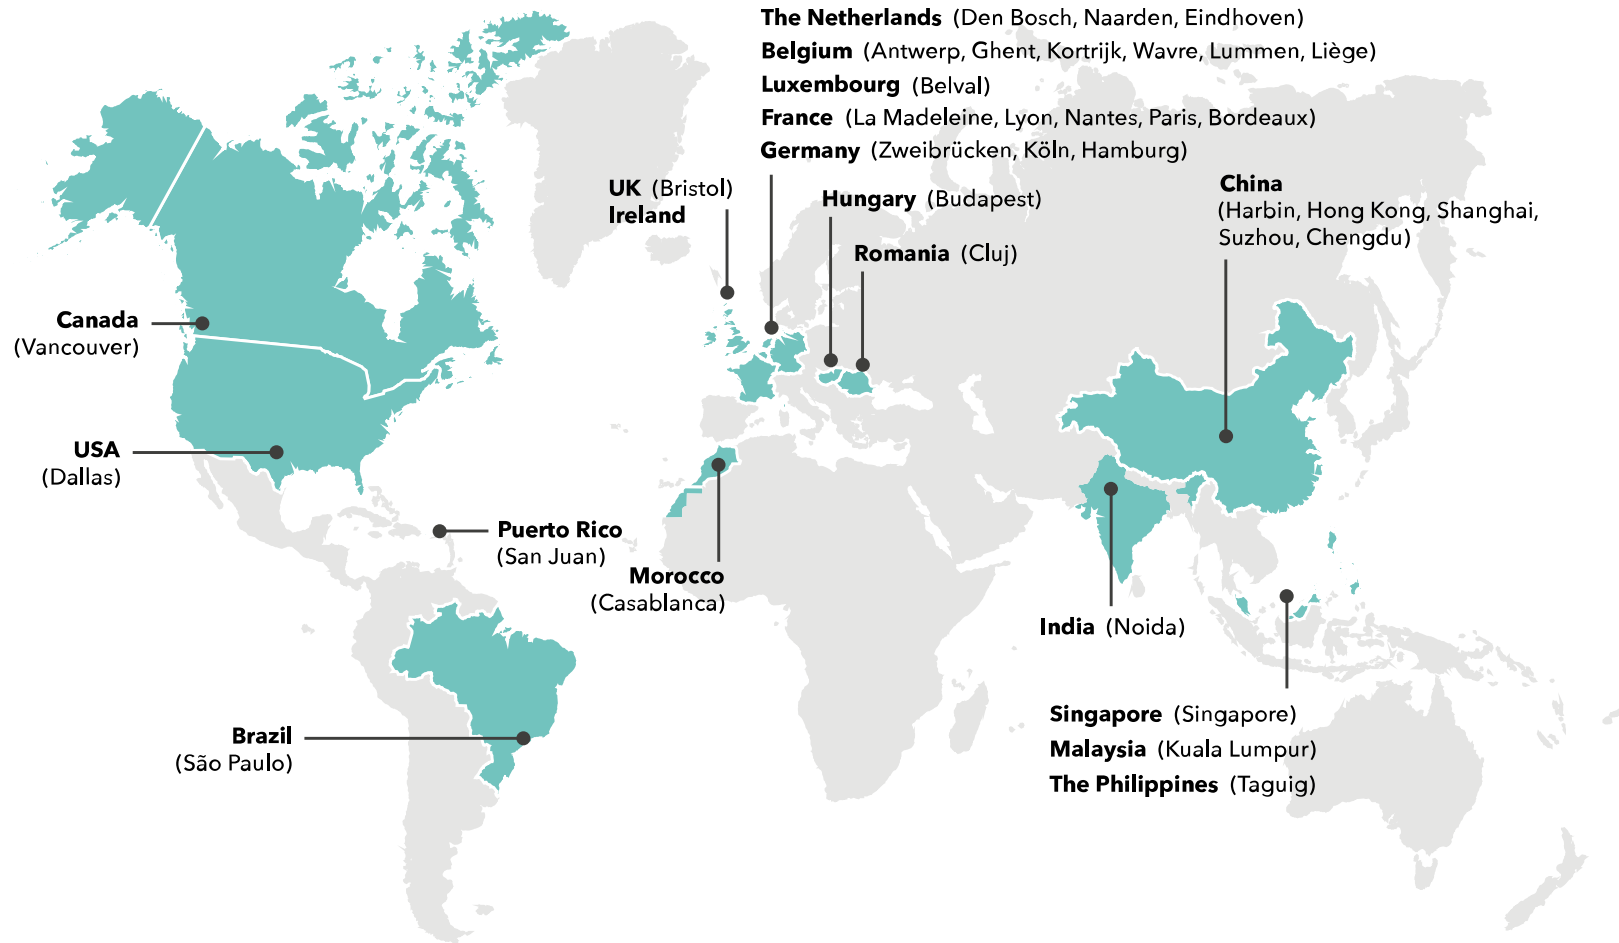 The Netherlands (Den Bosch, Naarden, Eindhoven)
Belgium (Antwerp, Ghent, Kortrijk, Wavre, Lummen, Liège)
Luxembourg (Belval)
France (La Madeleine, Lyon, Nantes, Paris, Bordeaux)
Germany (Zweibrücken, Köln, Hamburg)
UK (Bristol)
Ireland
Hungary (Budapest)
Romania (Cluj)
China
(Harbin, Hong Kong, Shanghai,
Suzhou, Chengdu)
Canada
(Vancouver)
USA
(Dallas)
Puerto Rico
(San Juan)
Morocco
(Casablanca)
India (Noida)
Brazil
(São Paulo)
Singapore (Singapore)
Malaysia (Kuala Lumpur)
The Philippines (Taguig)